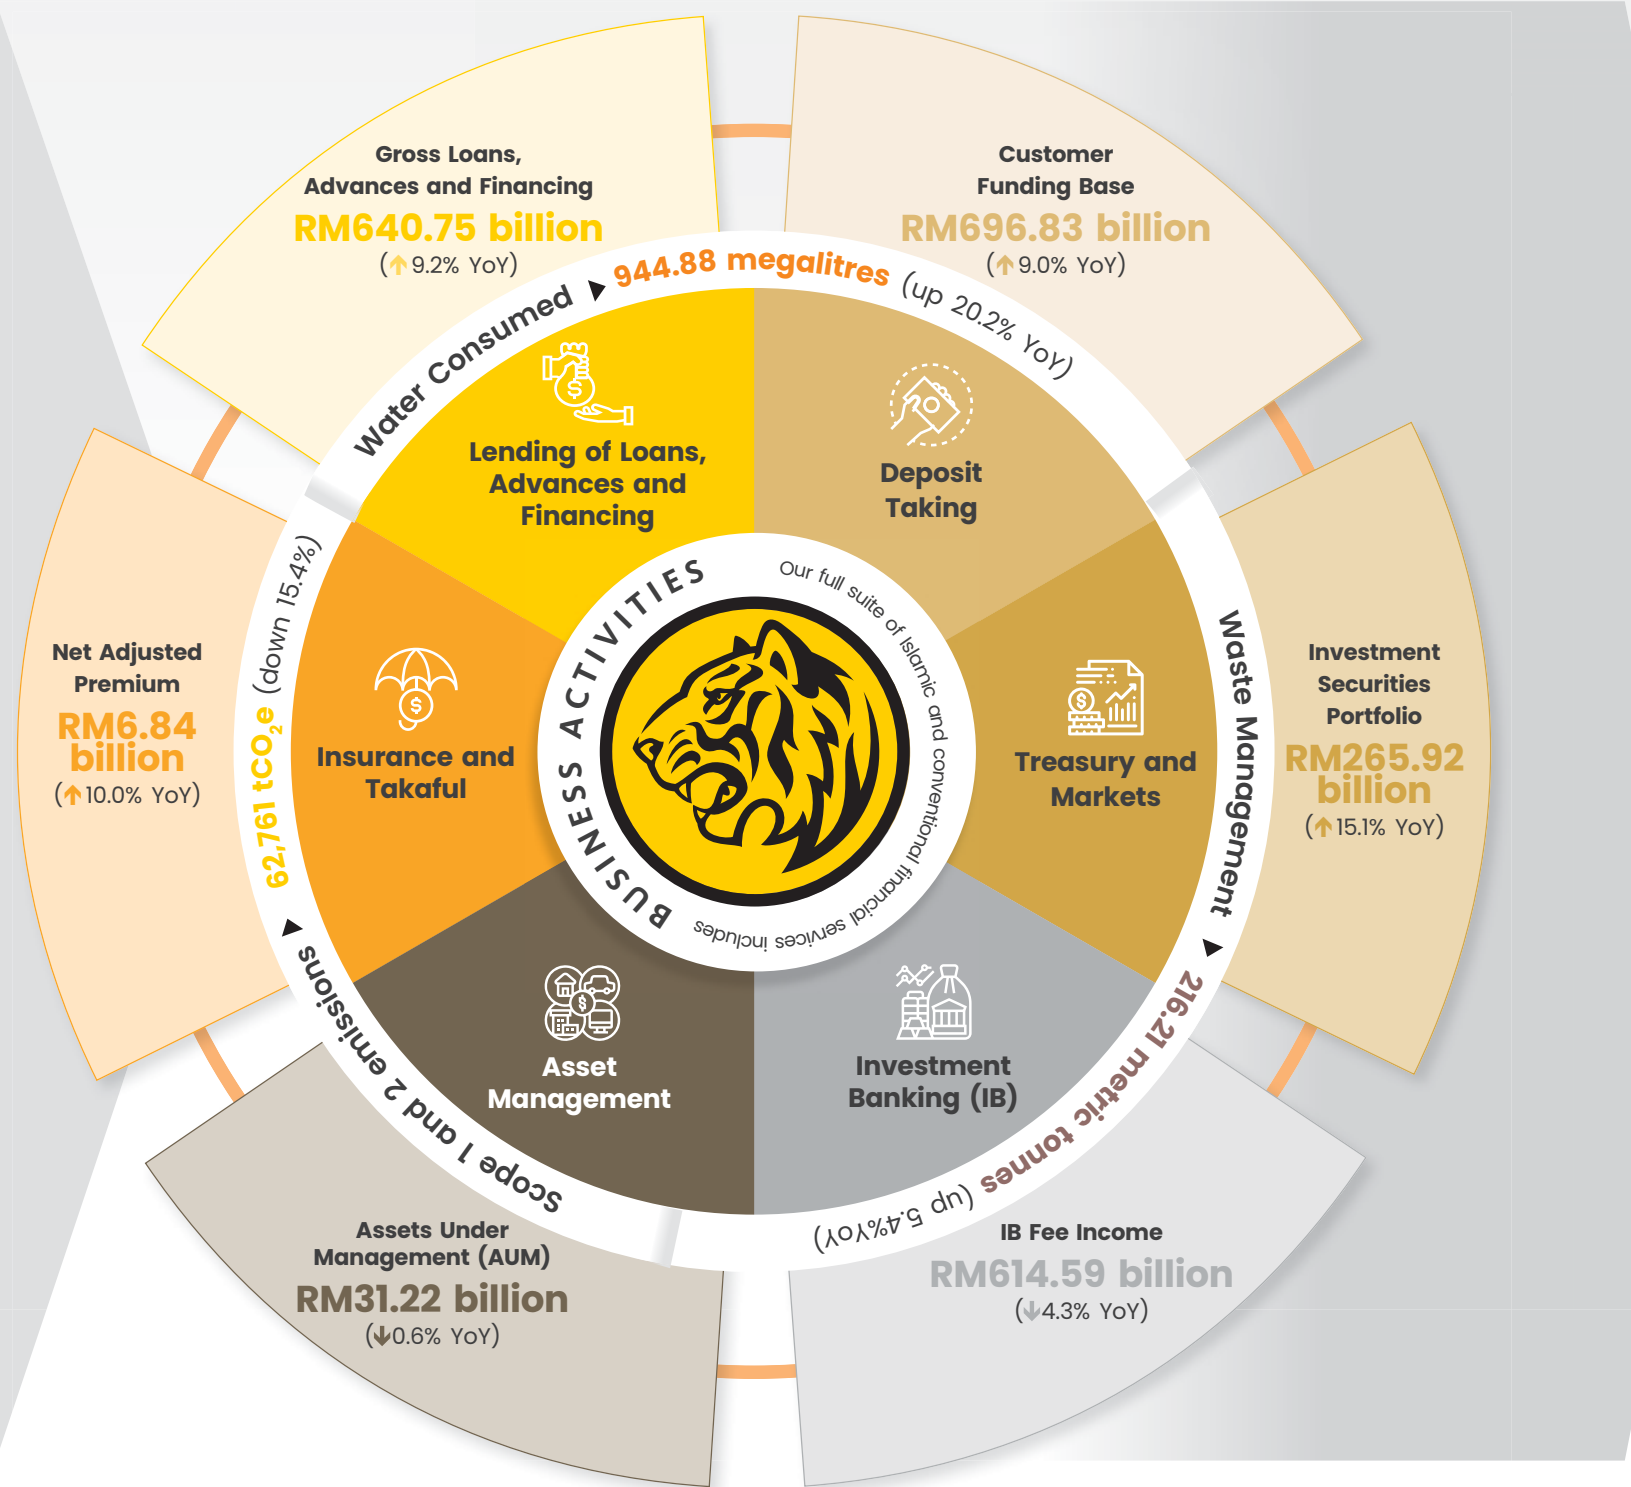 Gross Loans,
Advances and Financing
RM640.75 billion
(↑9.2% YoY)
Customer
Funding Base
RM696.83 billion
(↑9.0% YoY)
Water Consumed ▶ 944.88 megalitres (up 20.2% YoY)
Lending of Loans,
Advances and
Financing
Deposit
Taking
Net Adjusted
Premium
RM6.84
billion
(↑10.0% YoY)
Scope 1 and 2 emissions ▶ 62,761 tCO₂e (down 15.4%)
Insurance and
Takaful
BUSINESS ACTIVITIES
Our full suite of Islamic and conventional financial services includes
Treasury and
Markets
Waste Management ▶ 216.21 metric tonnes (up 5.4%YoY)
Investment
Securities
Portfolio
RM265.92
billion
(↑15.1% YoY)
Asset
Management
Investment
Banking (IB)
Assets Under
Management (AUM)
RM31.22 billion
(↓0.6% YoY)
IB Fee Income
RM614.59 billion
(↓4.3% YoY)